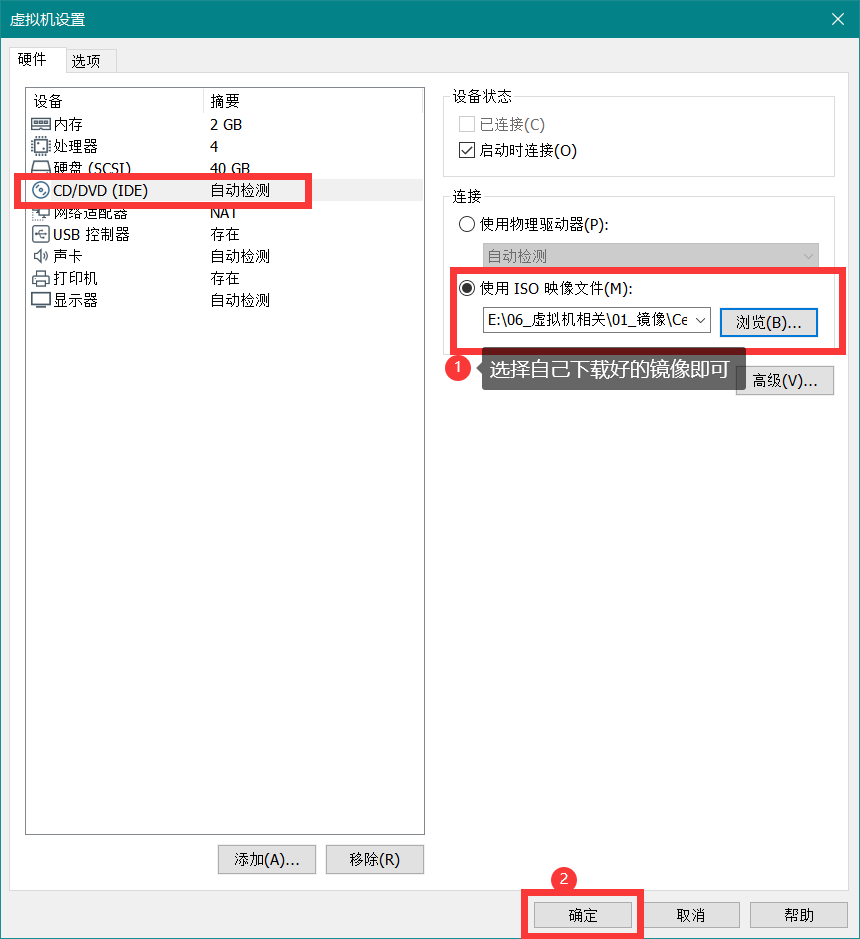 虚拟机设置
硬件 选项
设备 摘要
内存 2 GB
处理器 4
硬盘 (SCSI) 40 GB
CD/DVD (IDE) 自动检测
网络适配器 NAT
USB 控制器 存在
声卡 自动检测
打印机 存在
显示器 自动检测
添加(A)... 移除(R)
设备状态
已连接(C)
启动时连接(O)
连接
使用物理驱动器(P):
自动检测
使用 ISO 映像文件(M):
E:\06_虚拟机相关\01_镜像\Ce 浏览(B)...
1 选择自己下载好的镜像即可
高级(V)...
2
确定 取消 帮助